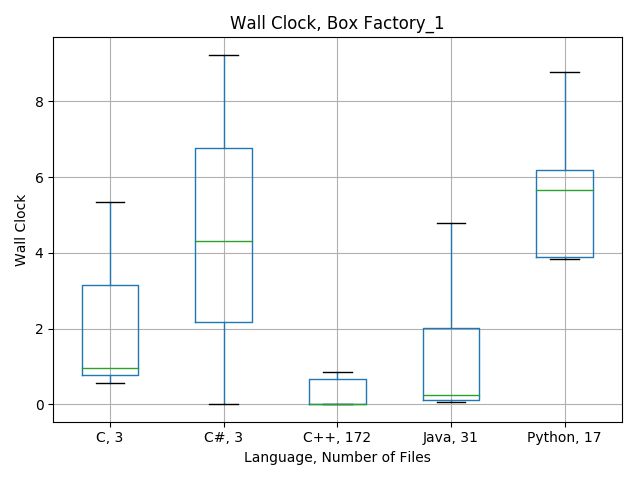 Wall Clock, Box Factory_1
Wall Clock
8
6
4
2
0
C, 3
C#, 3
C++, 172
Java, 31
Python, 17
Language, Number of Files